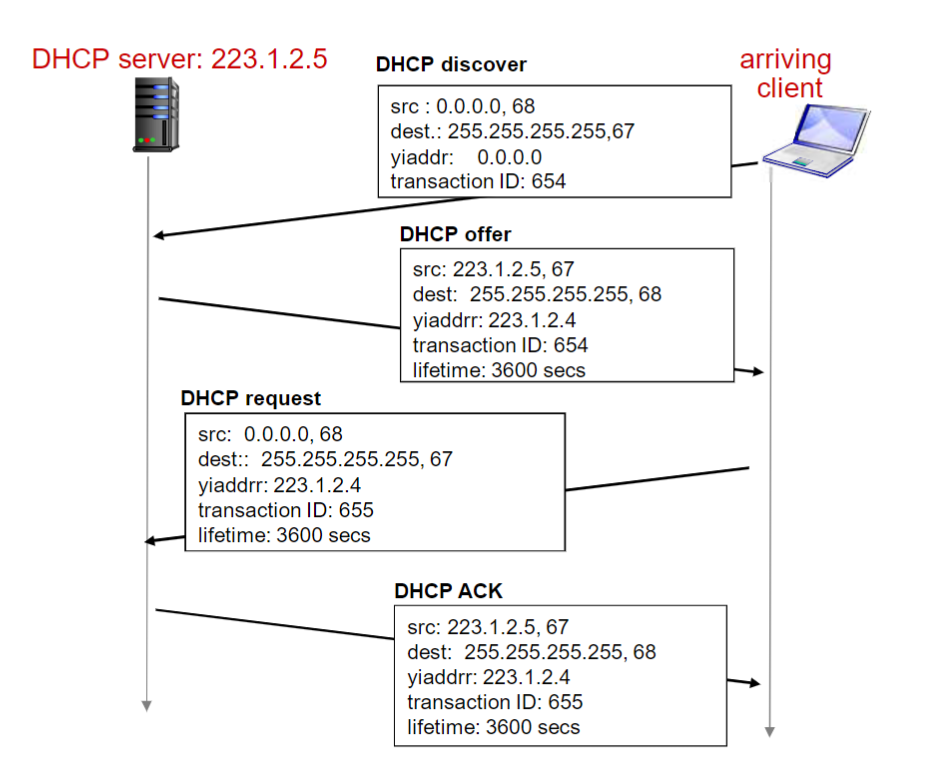 DHCP server: 223.1.2.5
arriving
client
DHCP discover
src : 0.0.0.0, 68
dest.: 255.255.255.255,67
yiaddr: 0.0.0.0
transaction ID: 654
DHCP offer
src: 223.1.2.5, 67
dest: 255.255.255.255, 68
yiaddrr: 223.1.2.4
transaction ID: 654
lifetime: 3600 secs
DHCP request
src: 0.0.0.0, 68
dest:: 255.255.255.255, 67
yiaddrr: 223.1.2.4
transaction ID: 655
lifetime: 3600 secs
DHCP ACK
src: 223.1.2.5, 67
dest: 255.255.255.255, 68
yiaddrr: 223.1.2.4
transaction ID: 655
lifetime: 3600 secs